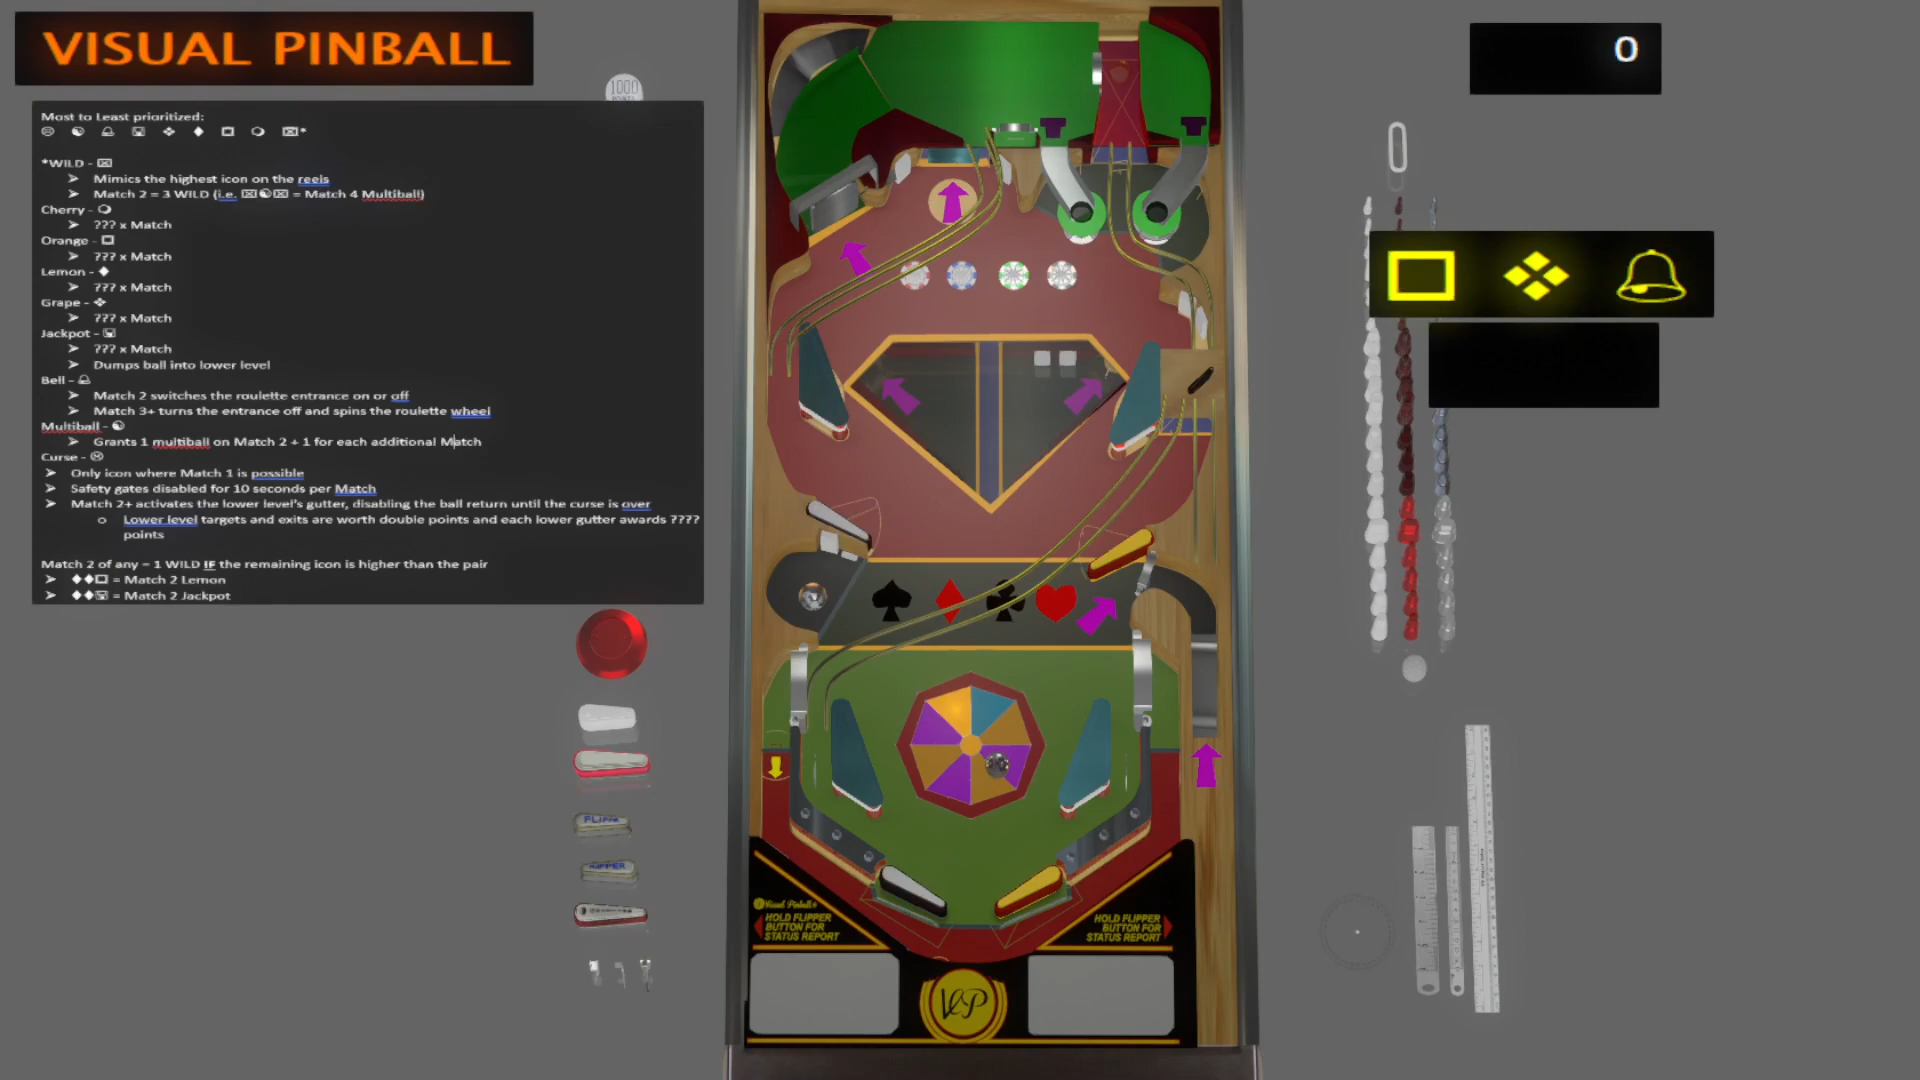 VISUAL PINBALL
0
1000
POINTS
Most to Least prioritized:
*
*WILD -
Mimics the highest icon on the reels
Match 2 = 3 WILD (i.e. = Match 4 Multiball)
Cherry -
??? x Match
Orange -
??? x Match
Lemon -
??? x Match
Grape -
??? x Match
Jackpot -
??? x Match
Dumps ball into lower level
Bell -
Match 2 switches the roulette entrance on or off
Match 3+ turns the entrance off and spins the roulette wheel
Multiball -
Grants 1 multiball on Match 2 + 1 for each additional Match
Curse -
Only icon where Match 1 is possible
Safety gates disabled for 10 seconds per Match
Match 2+ activates the lower level's gutter, disabling the ball return until the curse is over
Lower level targets and exits are worth double points and each lower gutter awards ????
points
Match 2 of any = 1 WILD IF the remaining icon is higher than the pair
= Match 2 Lemon
= Match 2 Jackpot
Visual Pinball
HOLD FLIPPER
BUTTON FOR
STATUS REPORT
HOLD FLIPPER
BUTTON FOR
STATUS REPORT
VP